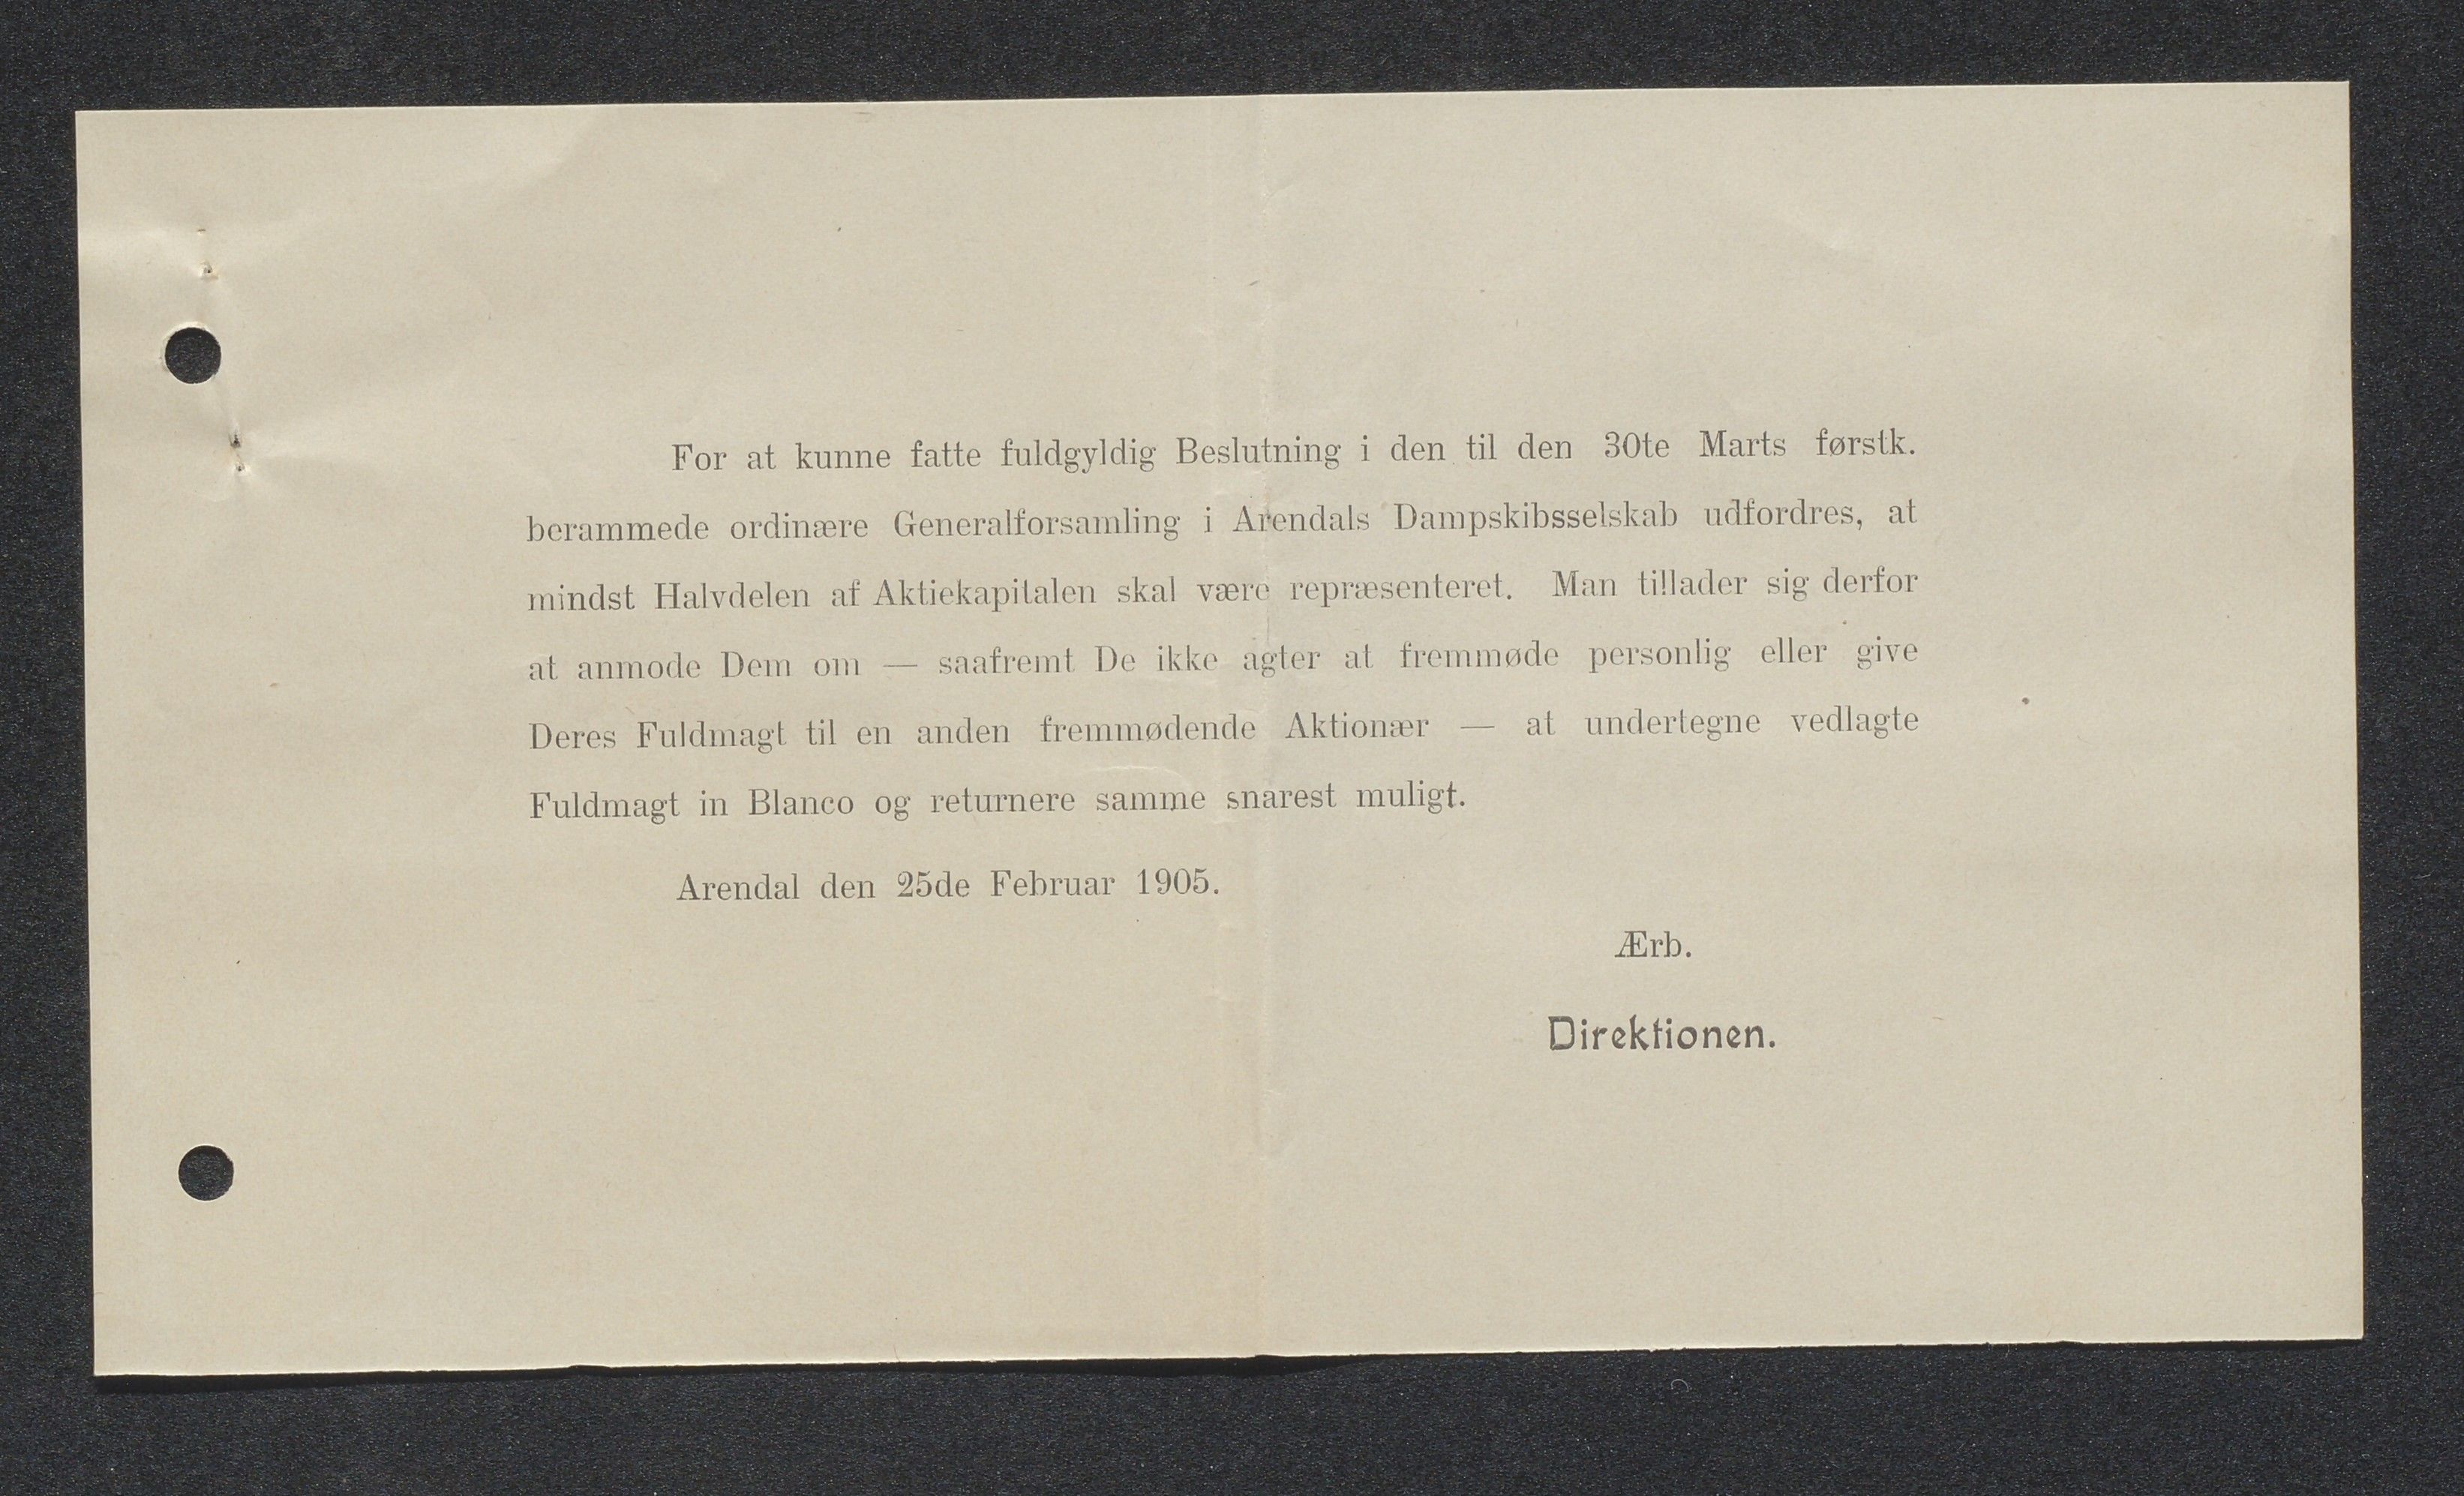 For at kunne fatte fuldgyldig Beslutning i den til den 30te Marts førstk.
berammede ordinære Generalforsamling i Arendals Dampskibsselskab udfordres, at
mindst Halvdelen af Aktiekapitalen skal være repræsenteret. Man tillader sig derfor
at anmode Dem om — saafremt De ikke agter at fremmøde personlig eller give
Deres Fuldmagt til en anden fremmødende Aktionær — at undertegne vedlagte
Fuldmagt in Blanco og returnere samme snarest muligt.
Arendal den 25de Februar 1905.
Ærb.
Direktionen.